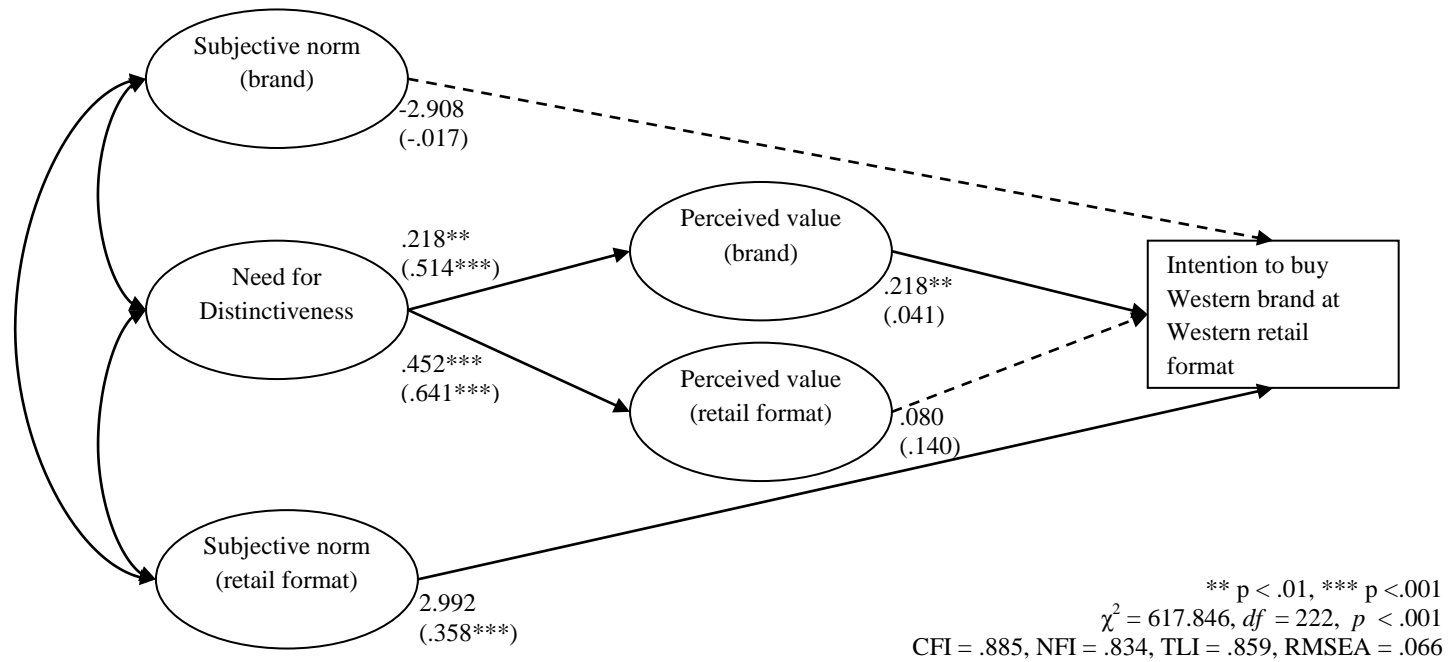 Subjective norm
(brand)
-2.908
(-.017)
Need for
Distinctiveness
.218**
(.514***)
.452***
(.641***)
Perceived value
(brand)
.218**
(.041)
Perceived value
(retail format)
.080
(.140)
Intention to buy
Western brand at
Western retail
format
Subjective norm
(retail format)
2.992
(.358***)
** p < .01, *** p <.001
χ² = 617.846, df = 222, p < .001
CFI = .885, NFI = .834, TLI = .859, RMSEA = .066